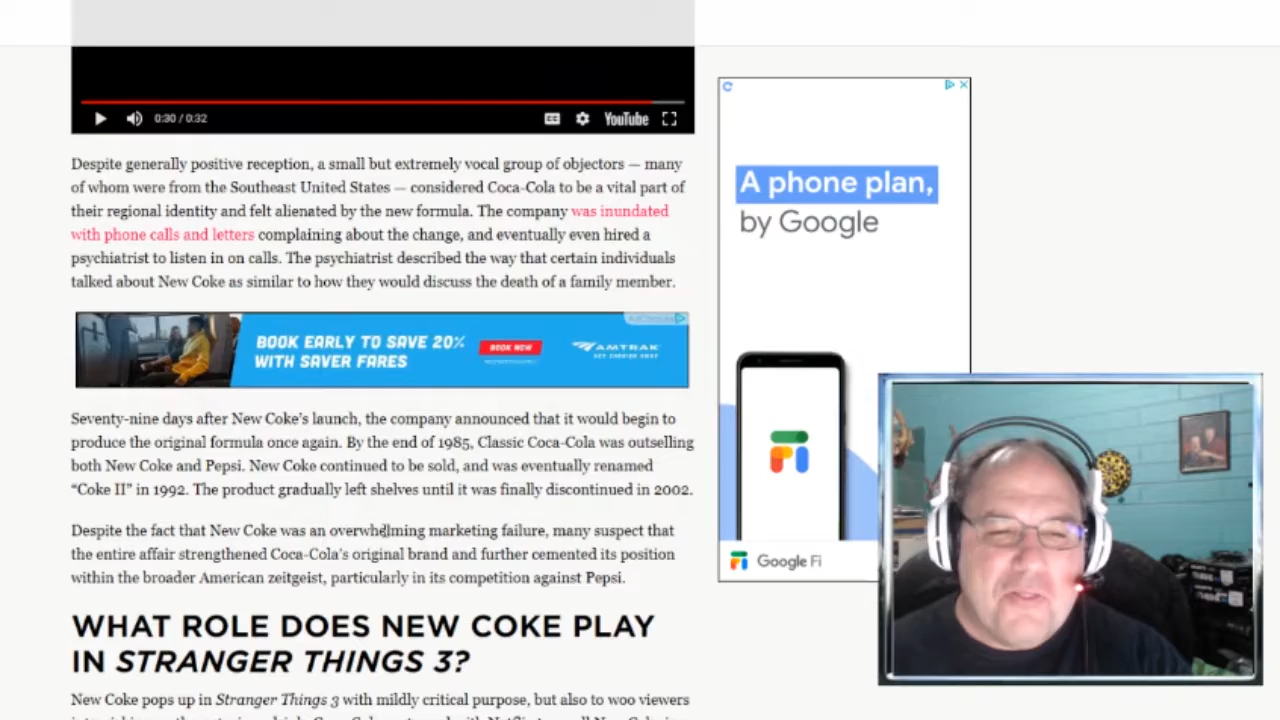 0:30 / 0:32
CC
YouTube
Despite generally positive reception, a small but extremely vocal group of objectors — many
of whom were from the Southeast United States — considered Coca-Cola to be a vital part of
their regional identity and felt alienated by the new formula. The company was inundated
with phone calls and letters complaining about the change, and eventually even hired a
psychiatrist to listen in on calls. The psychiatrist described the way that certain individuals
talked about New Coke as similar to how they would discuss the death of a family member.
BOOK EARLY TO SAVE 20%
WITH SAVER FARES
BOOK NOW
AMTRAK
Seventy-nine days after New Coke's launch, the company announced that it would begin to
produce the original formula once again. By the end of 1985, Classic Coca-Cola was outselling
both New Coke and Pepsi. New Coke continued to be sold, and was eventually renamed
“Coke II” in 1992. The product gradually left shelves until it was finally discontinued in 2002.
Despite the fact that New Coke was an overwhelming marketing failure, many suspect that
the entire affair strengthened Coca-Cola's original brand and further cemented its position
within the broader American zeitgeist, particularly in its competition against Pepsi.
WHAT ROLE DOES NEW COKE PLAY
IN STRANGER THINGS 3?
New Coke pops up in Stranger Things 3 with mildly critical purpose, but also to woo viewers
A phone plan,
by Google
Google Fi